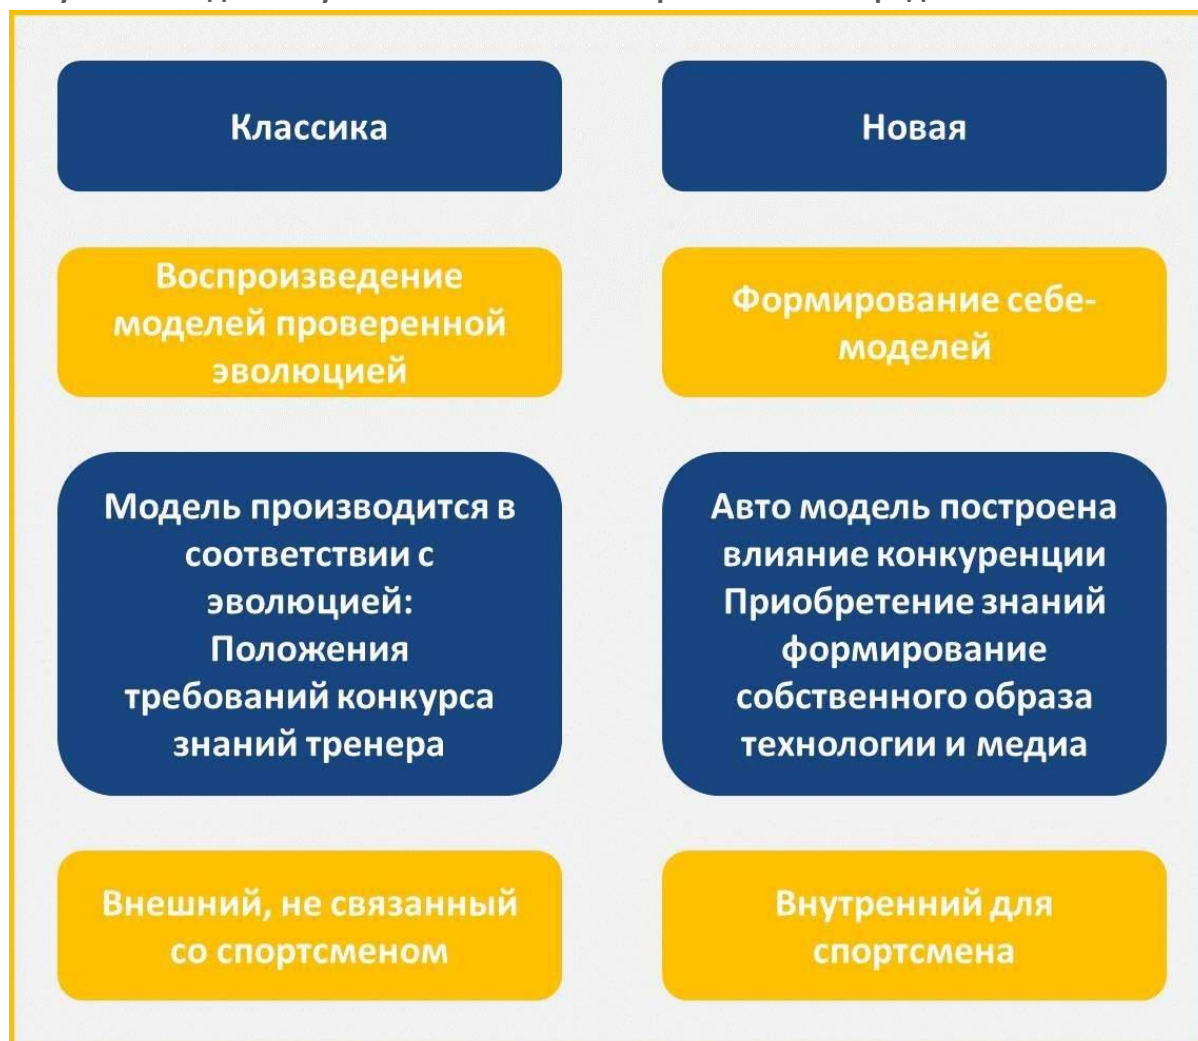 Классика
Воспроизведение
моделей проверенной
эволюцией
Модель производится в
соответствии с
эволюцией:
Положения
требований конкурса
знаний тренера
Внешний, не связанный
со спортсменом
Новая
Формирование себе-
моделей
Авто модель построена
влияние конкуренции
Приобретение знаний
формирование
собственного образа
технологии и медиа
Внутренний для
спортсмена